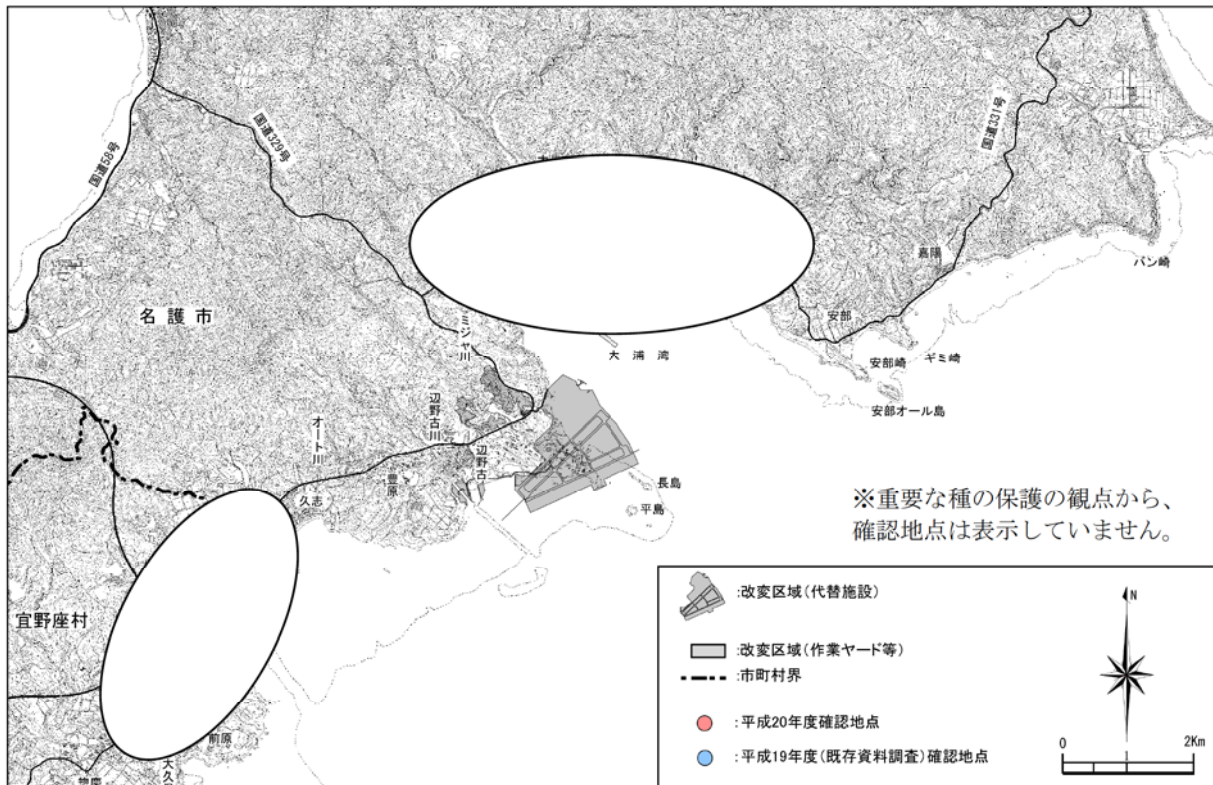 国道58号
国道329号
国道331号
嘉陽
バン崎
安部
安部崎
ギミ崎
安部オール島
名護市
ミジャ川
大浦湾
辺野古川
オート川
辺野古
豊原
久志
長島
平島
※重要な種の保護の観点から、
確認地点は表示していません。
宜野座村
前原
:改変区域(代替施設)
:改変区域(作業ヤード等)
:市町村界
:平成20年度確認地点
:平成19年度(既存資料調査)確認地点
N
0 2Km